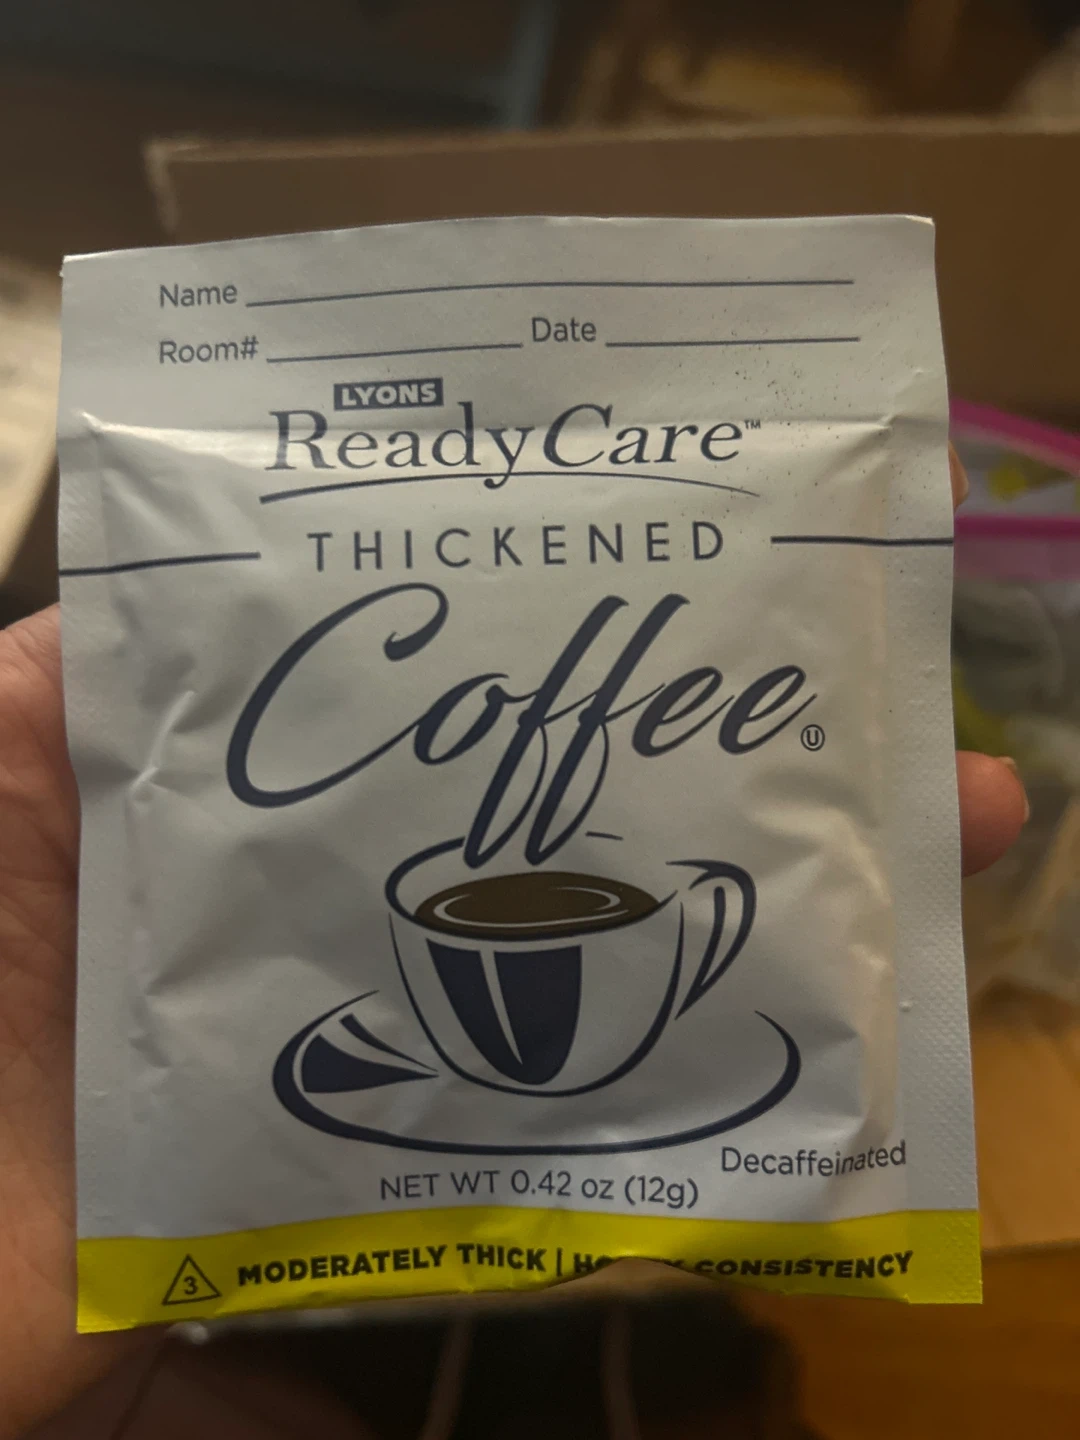 Name
Room# Date
LYONS
ReadyCare™
THICKENED
Coffee Ⓤ
Decaffeinated
NET WT 0.42 oz (12g)
3 MODERATELY THICK | CONSISTENCY